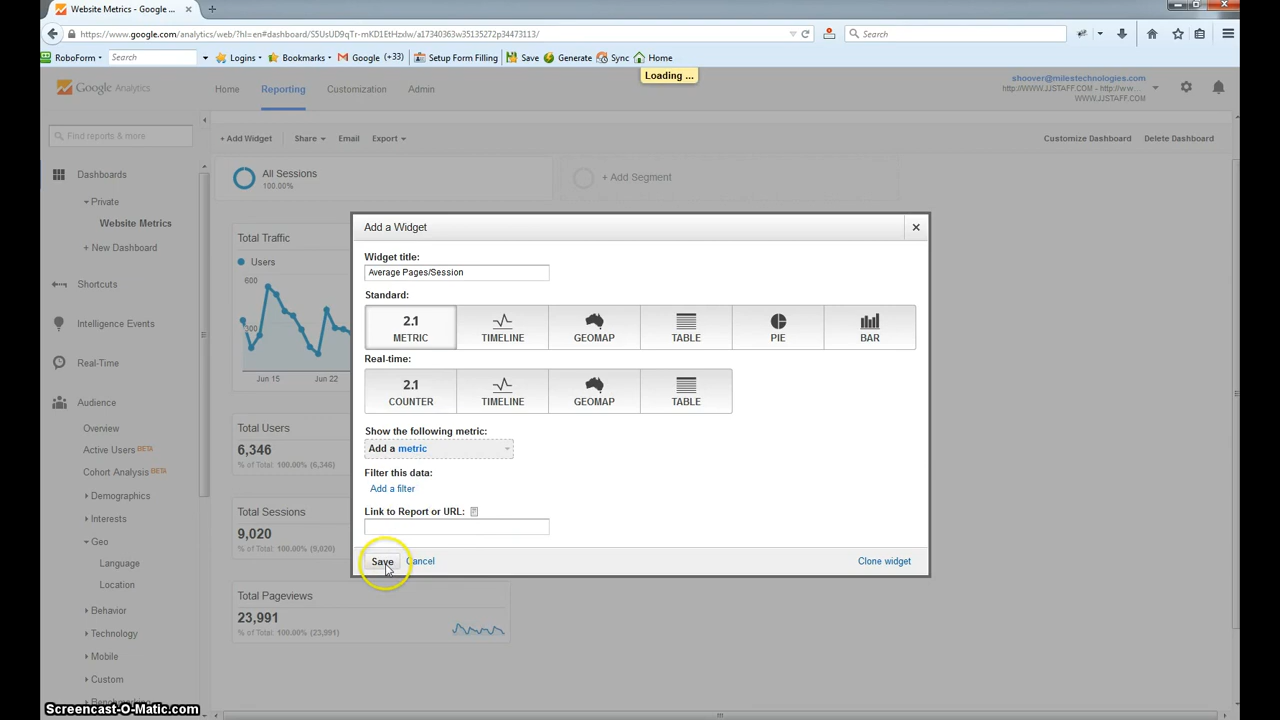 Website Metrics - Google ...
https://www.google.com/analytics/web/?hl=en#dashboard/S5UsUD9qTr-mKD1EtHzxIw/a17340363w35135272p34473113/
Search
RoboForm
Search
Logins
Bookmarks
Google (+33)
Setup Form Filling
Save
Generate
Sync
Home
Loading ...
Google Analytics
Home
Reporting
Customization
Admin
shoover@milestechnologies.com
http://WWW.JJSTAFF.COM - http://w...
WWW.JJSTAFF.COM
Find reports & more
+ Add Widget
Share
Email
Export
Customize Dashboard
Delete Dashboard
Dashboards
Private
Website Metrics
+ New Dashboard
Shortcuts
Intelligence Events
Real-Time
Audience
Overview
Active Users BETA
Cohort Analysis BETA
Demographics
Interests
Geo
Language
Location
Behavior
Technology
Mobile
Custom
All Sessions
100.00%
+ Add Segment
Total Traffic
Users
600
300
Jun 15
Jun 22
Total Users
6,346
% of Total: 100.00% (6,346)
Total Sessions
9,020
% of Total: 100.00% (9,020)
Total Pageviews
23,991
% of Total: 100.00% (23,991)
Add a Widget
Widget title:
Average Pages/Session
Standard:
2.1
METRIC
TIMELINE
GEOMAP
TABLE
PIE
BAR
Real-time:
2.1
COUNTER
TIMELINE
GEOMAP
TABLE
Show the following metric:
Add a metric
Filter this data:
Add a filter
Link to Report or URL:
Save
Cancel
Clone widget
Screencast-O-Matic.com